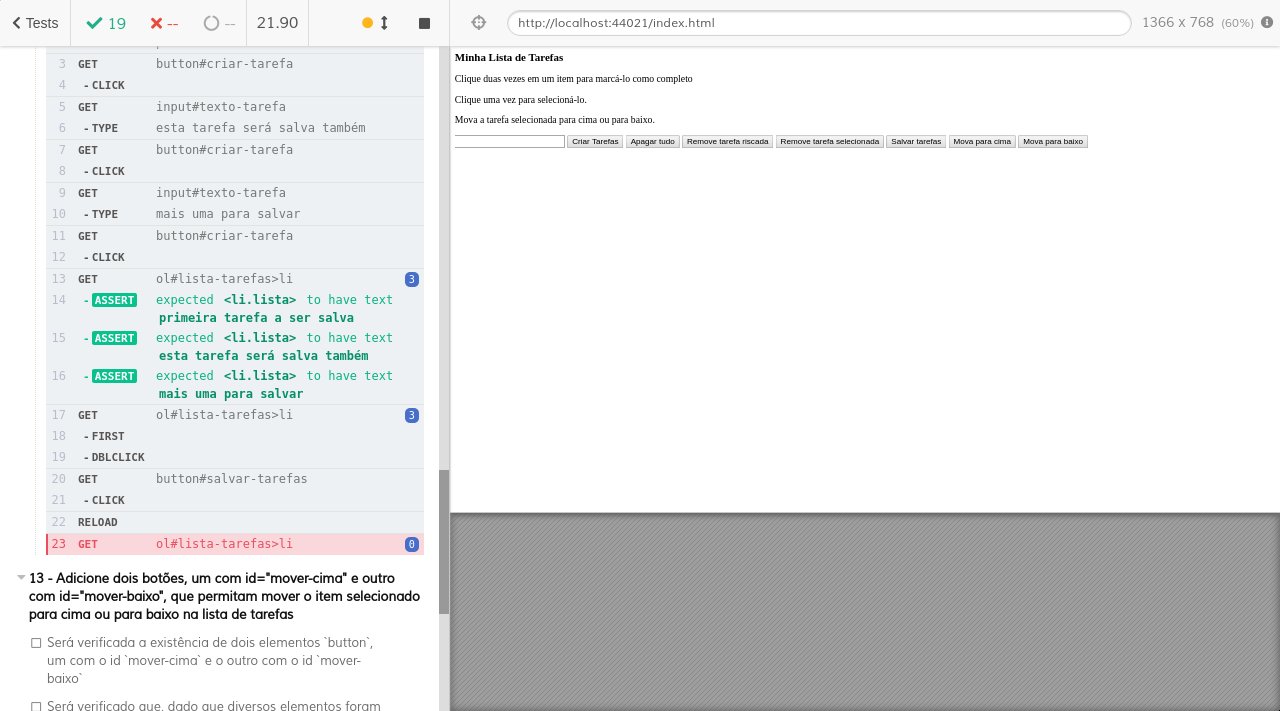 Tests
19
--
--
21.90
http://localhost:44021/index.html
1366 x 768 (60%)
3 GET button#criar-tarefa
4 - CLICK
5 GET input#texto-tarefa
6 - TYPE esta tarefa será salva também
7 GET button#criar-tarefa
8 - CLICK
9 GET input#texto-tarefa
10 - TYPE mais uma para salvar
11 GET button#criar-tarefa
12 - CLICK
13 GET ol#lista-tarefas>li 3
14 - ASSERT expected <li.lista> to have text
primeira tarefa a ser salva
15 - ASSERT expected <li.lista> to have text
esta tarefa será salva também
16 - ASSERT expected <li.lista> to have text
mais uma para salvar
17 GET ol#lista-tarefas>li 3
18 - FIRST
19 - DBLCLICK
20 GET button#salvar-tarefas
21 - CLICK
22 RELOAD
23 GET ol#lista-tarefas>li 0
13 - Adicione dois botões, um com id="mover-cima" e outro
com id="mover-baixo", que permitam mover o item selecionado
para cima ou para baixo na lista de tarefas
Será verificada a existência de dois elementos `button`,
um com o id `mover-cima` e o outro com o id `mover-
baixo`
Será verificado que, dado que diversos elementos foram
Minha Lista de Tarefas
Clique duas vezes em um item para marcá-lo como completo
Clique uma vez para selecioná-lo.
Mova a tarefa selecionada para cima ou para baixo.
Criar Tarefas Apagar tudo Remove tarefa riscada Remove tarefa selecionada Salvar tarefas Mova para cima Mova para baixo